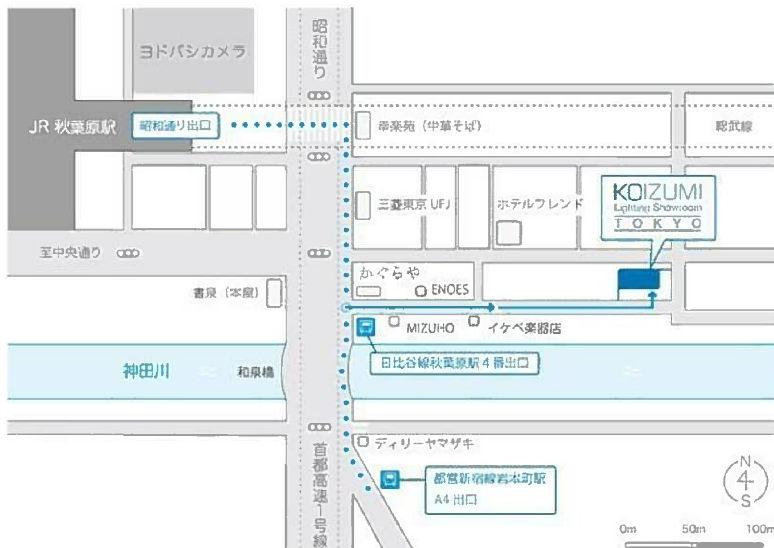 昭和通り
ヨドバシカメラ
JR 秋葉原駅
昭和通り出口
幸楽苑（中華そば）
総武線
三菱東京 UFJ
ホテルフレンド
KOIZUMI
Lighting Showroom
TOKYO
至中央通り
かぐらや
書泉（本屋）
ENOES
MIZUHO
イケベ楽器店
日比谷線秋葉原駅4番出口
神田川
和泉橋
デイリーヤマザキ
首都高速1号線
都営新宿線岩本町駅
A4 出口
N
S
0m
50m
100m